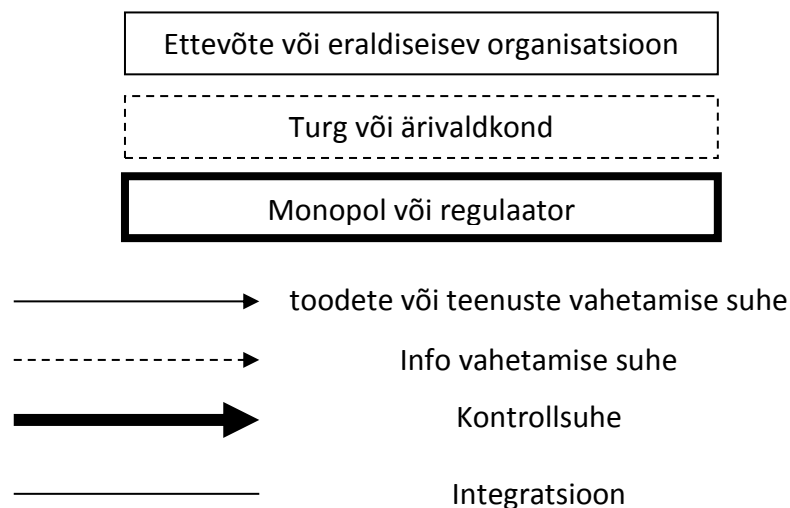 Ettevõte või eraldiseisev organisatsioon
Turg või ärivaldkond
Monopol või regulaator
toodete või teenuste vahetamise suhe
Info vahetamise suhe
Kontrollsuhe
Integratsioon